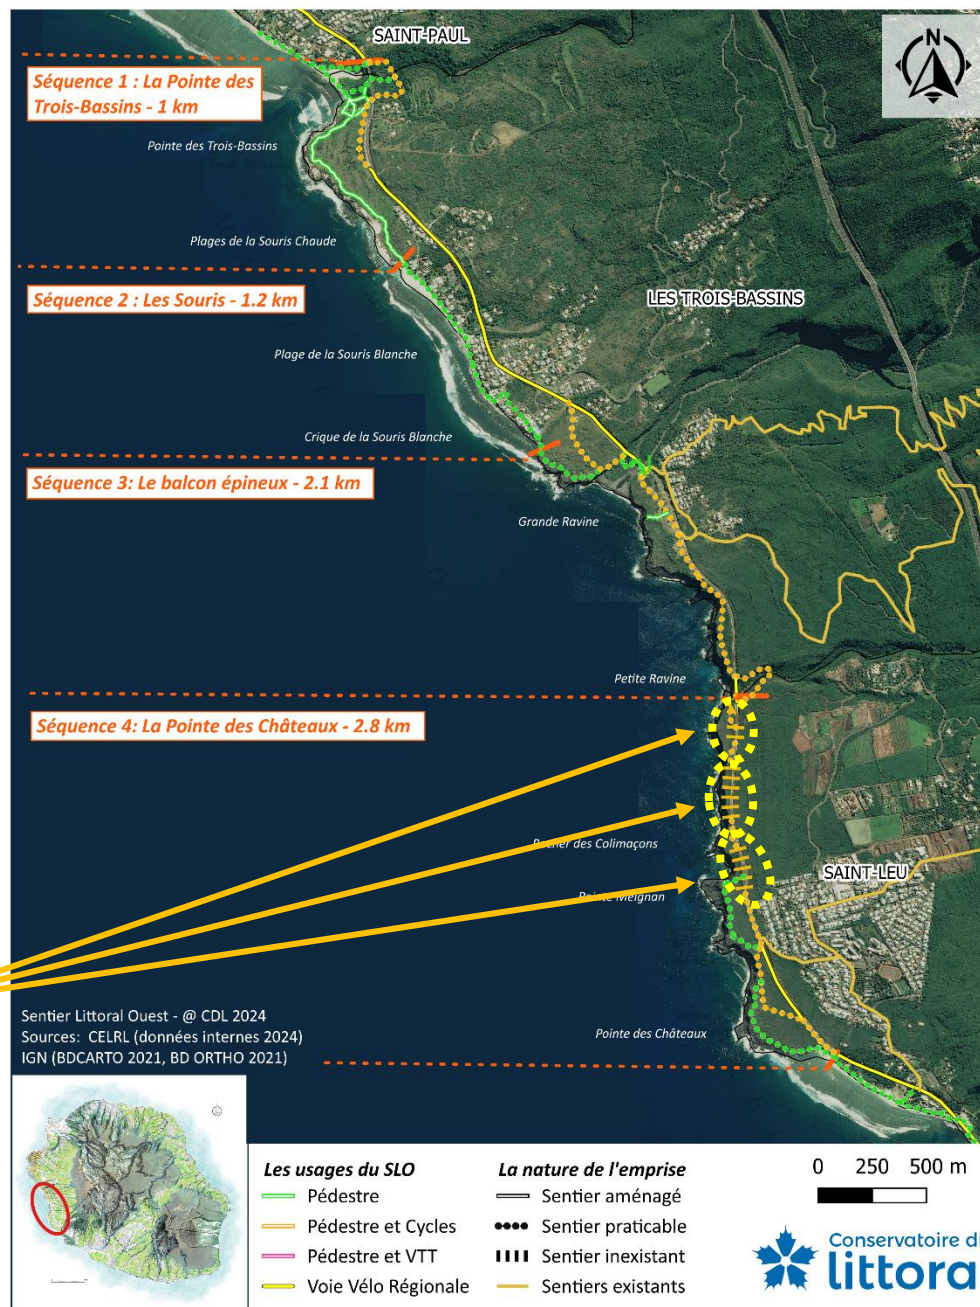 SAINT-PAUL
N
Séquence 1 : La Pointe des
Trois-Bassins - 1 km
Pointe des Trois-Bassins
Plages de la Souris Chaude
Séquence 2 : Les Souris - 1.2 km
LES TROIS-BASSINS
Plage de la Souris Blanche
Crique de la Souris Blanche
Séquence 3: Le balcon épineux - 2.1 km
Grande Ravine
Petite Ravine
Séquence 4: La Pointe des Châteaux - 2.8 km
Rocher des Colimaçons
SAINT-LEU
Pointe Meignan
Sentier Littoral Ouest - @ CDL 2024
Sources: CELRL (données internes 2024)
IGN (BDCARTO 2021, BD ORTHO 2021)
Pointe des Châteaux
Les usages du SLO
Pédestre
Pédestre et Cycles
Pédestre et VTT
Voie Vélo Régionale
La nature de l'emprise
Sentier aménagé
Sentier praticable
Sentier inexistant
Sentiers existants
0 250 500 m
Conservatoire du
littora